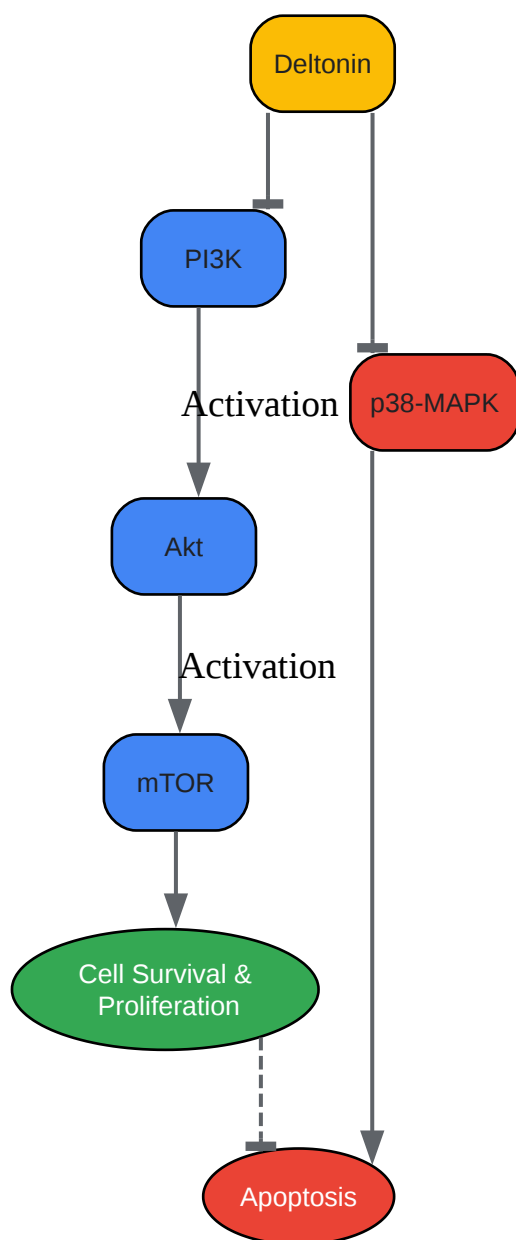 Deltonin
PI3K
Activation
p38-MAPK
Akt
Activation
mTOR
Cell Survival &
Proliferation
Apoptosis